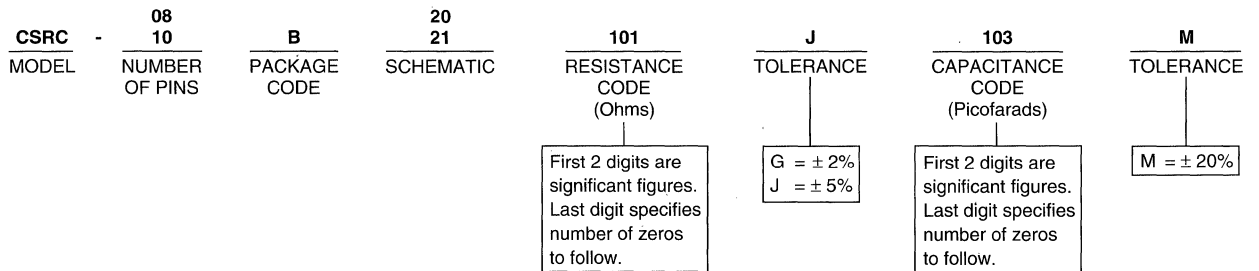 08 20
CSRC - 10 B 21 101 J 103 M
MODEL NUMBER PACKAGE SCHEMATIC RESISTANCE TOLERANCE CAPACITANCE TOLERANCE
OF PINS CODE CODE CODE
(Ohms) (Picofarads)
First 2 digits are
significant figures.
Last digit specifies
number of zeros
to follow.
G = ± 2%
J = ± 5%
First 2 digits are
significant figures.
Last digit specifies
number of zeros
to follow.
M = ± 20%